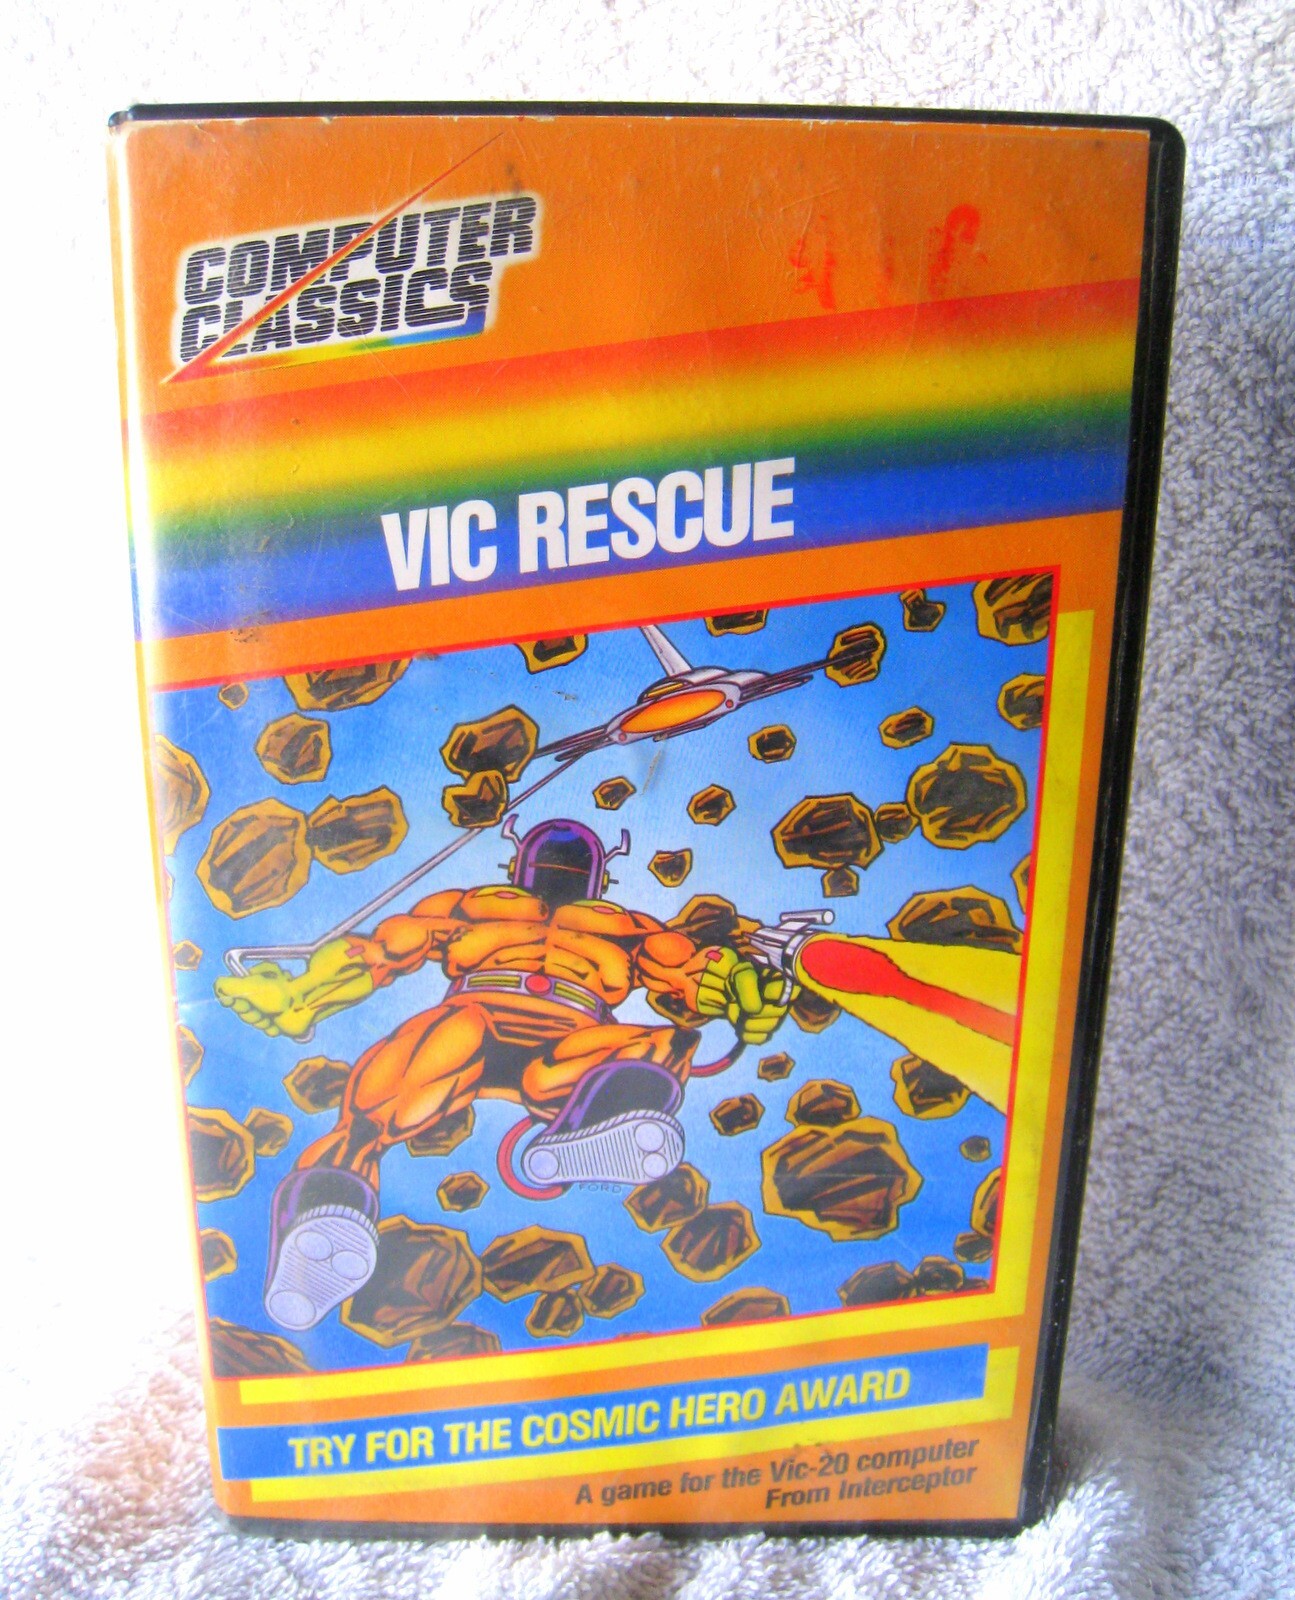 COMPUTER
CLASSICS
VIC RESCUE
FORD
TRY FOR THE COSMIC HERO AWARD
A game for the Vic-20 computer
From Interceptor